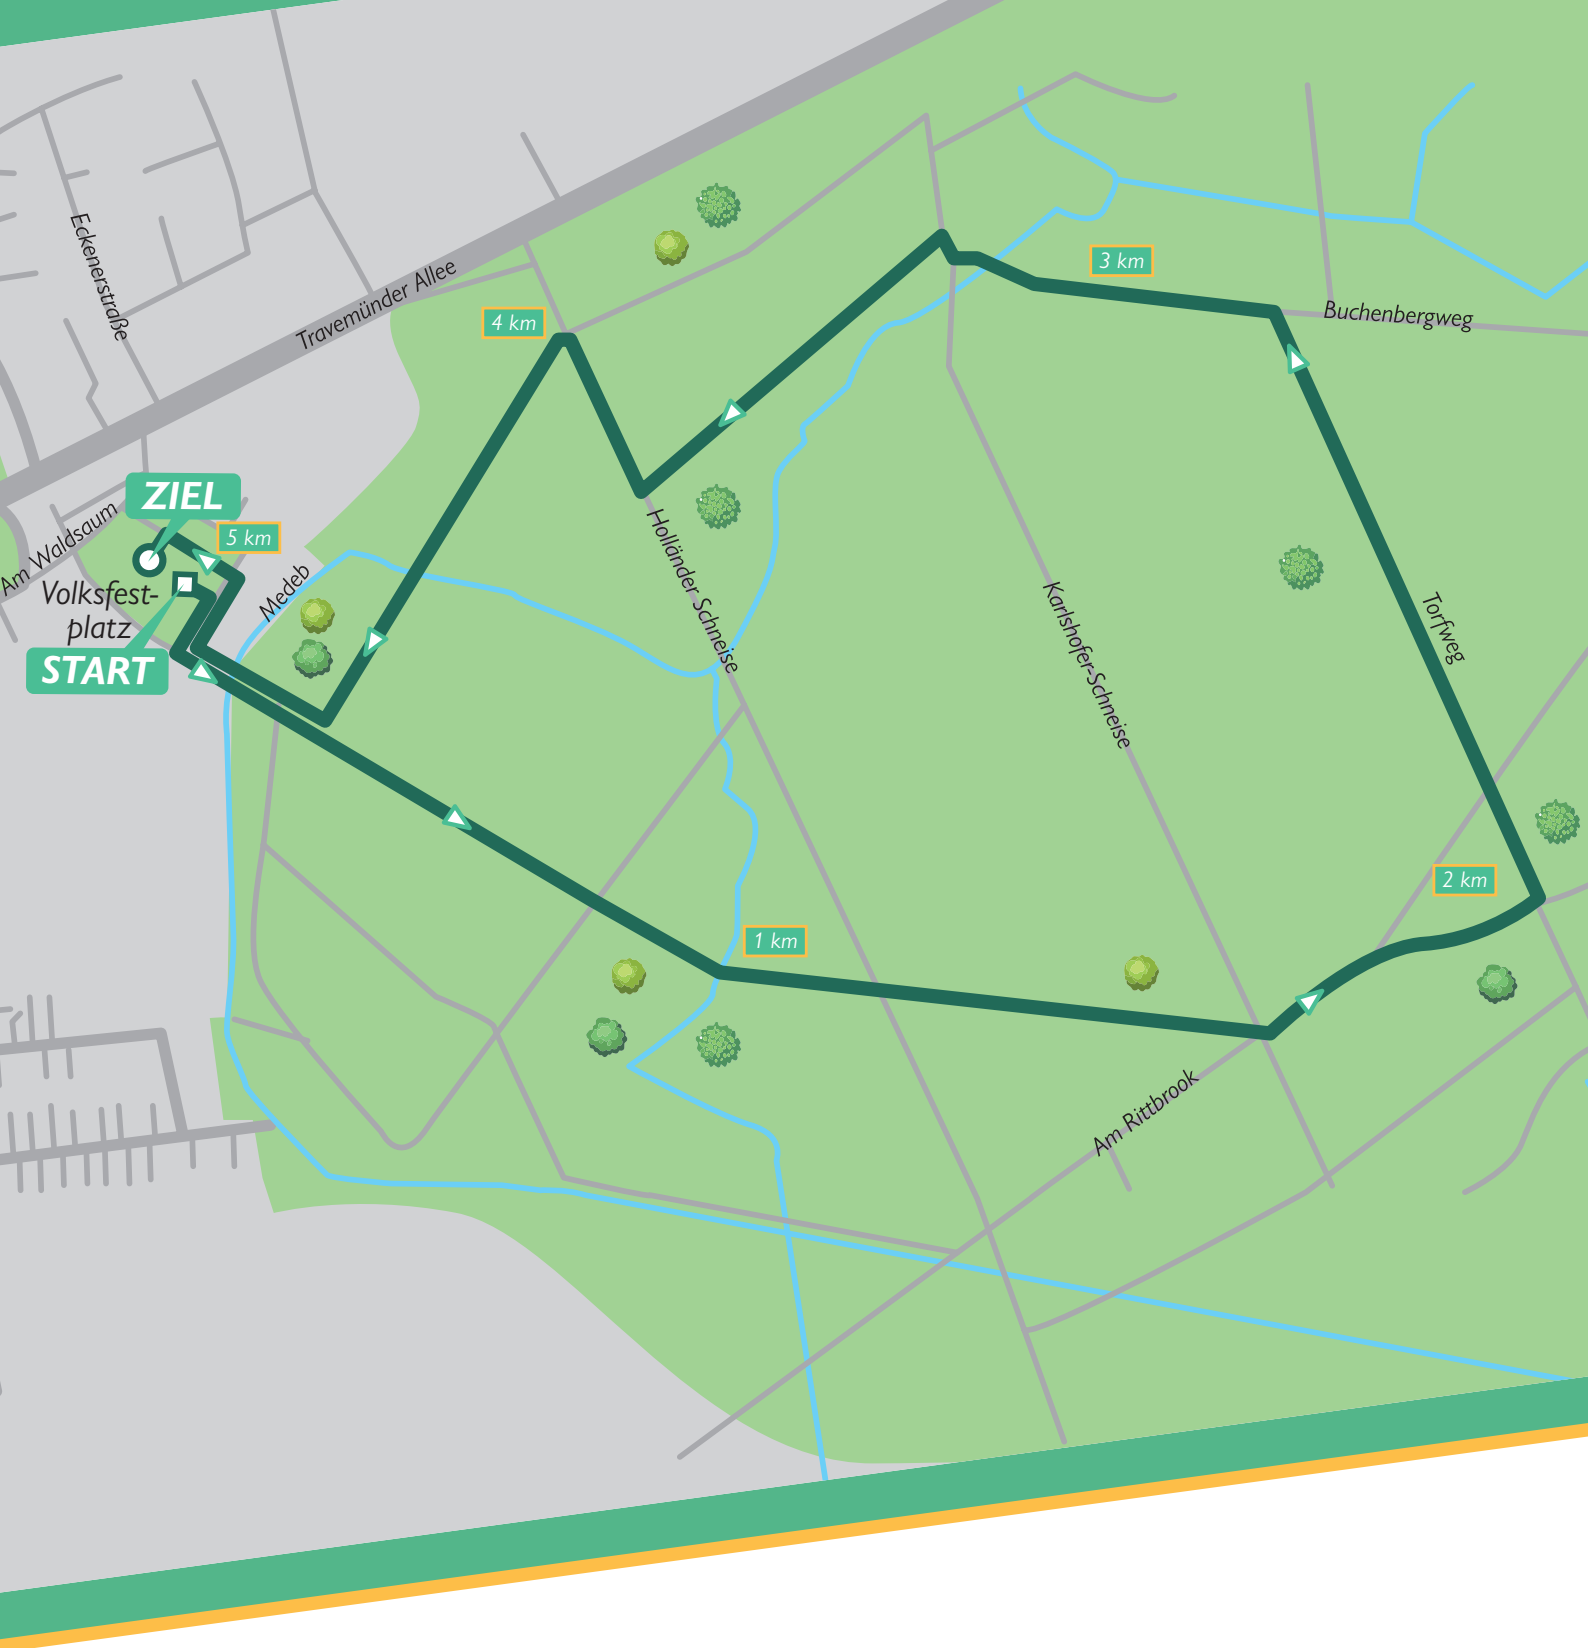 Eckenerstraße
Travemünder Allee
3 km
Buchenbergweg
4 km
ZIEL
5 km
Am Waldsaum
Volksfest-
platz
Medeb
START
Holländer Schneise
Karlshofer-Schneise
Torfweg
2 km
1 km
Am Rittbrook